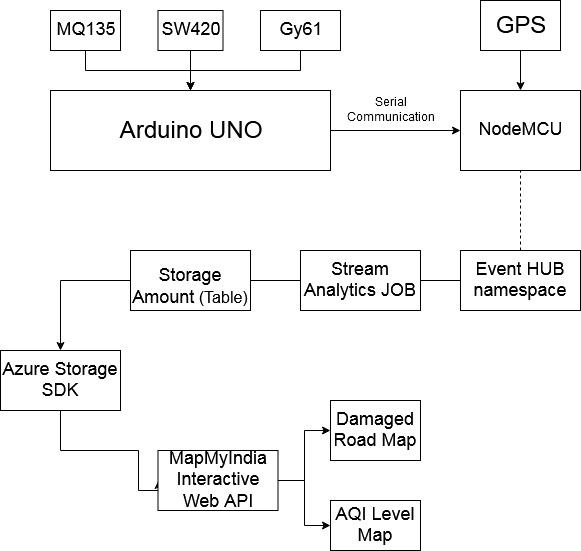 MQ135
SW420
Gy61
GPS
Arduino UNO
Serial
Communication
NodeMCU
Storage
Amount (Table)
Stream
Analytics JOB
Event HUB
namespace
Azure Storage
SDK
MapMyIndia
Interactive
Web API
Damaged
Road Map
AQI Level
Map